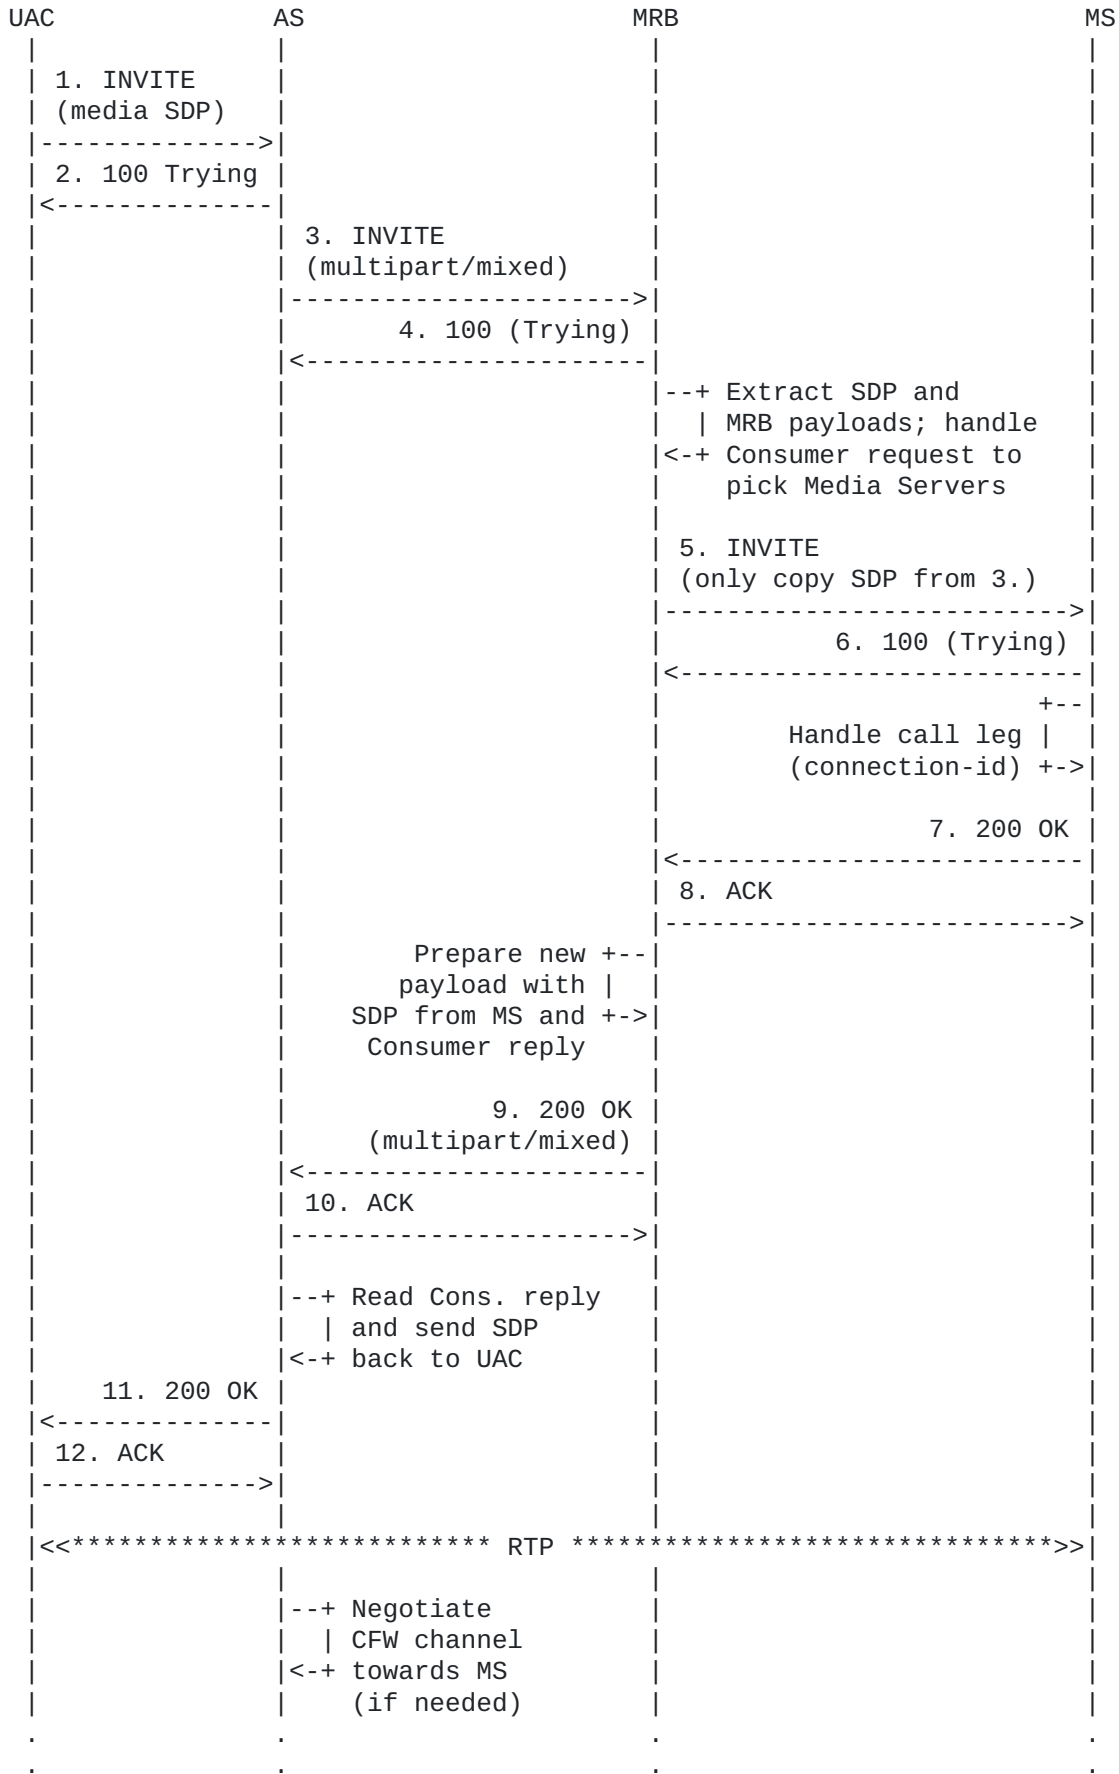 UAC AS MRB MS
1. INVITE
(media SDP)
2. 100 Trying
3. INVITE
(multipart/mixed)
4. 100 (Trying)
Extract SDP and
MRB payloads; handle
Consumer request to
pick Media Servers
5. INVITE
(only copy SDP from 3.)
6. 100 (Trying)
Handle call leg
(connection-id)
7. 200 OK
8. ACK
Prepare new
payload with
SDP from MS and
Consumer reply
9. 200 OK
(multipart/mixed)
10. ACK
Read Cons. reply
and send SDP
back to UAC
11. 200 OK
12. ACK
RTP
Negotiate
CFW channel
towards MS
(if needed)